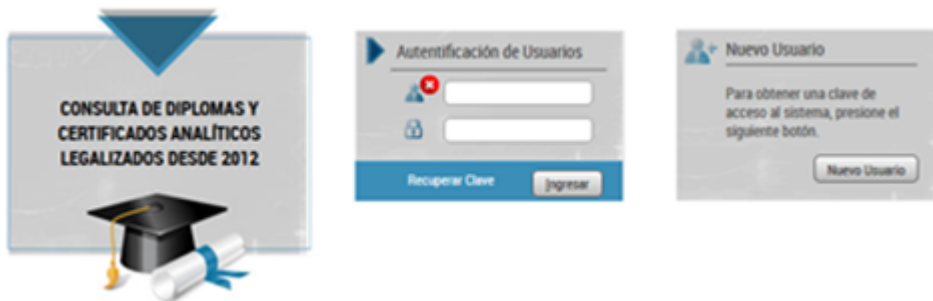 CONSULTA DE DIPLOMAS Y
CERTIFICADOS ANALÍTICOS
LEGALIZADOS DESDE 2012
Autentificación de Usuarios
Recuperar Clave
Ingresar
Nuevo Usuario
Para obtener una clave de
acceso al sistema, presione el
siguiente botón.
Nuevo Usuario